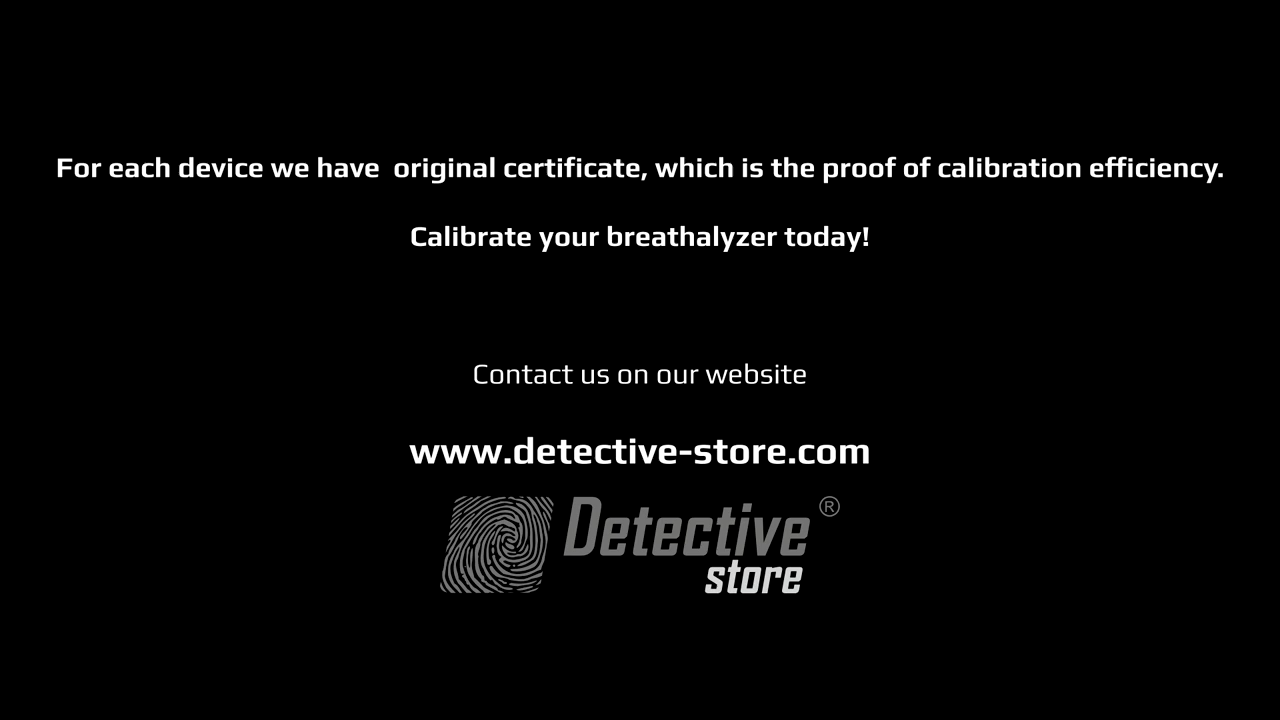 For each device we have  original certificate, which is the proof of calibration efficiency.
Calibrate your breathalyzer today!
Contact us on our website
www.detective-store.com
Detective ®
store